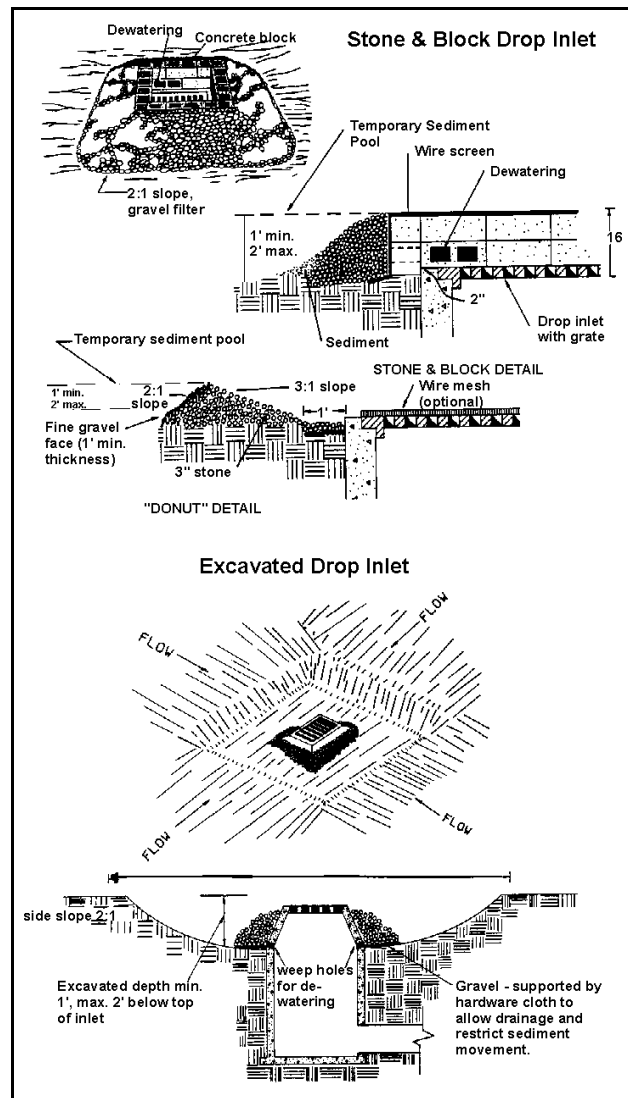 Stone & Block Drop Inlet
Dewatering
Concrete block
2:1 slope,
gravel filter
Temporary Sediment
Pool
Wire screen
Dewatering
1' min.
2' max.
16
2"
Sediment
Drop inlet
with grate
STONE & BLOCK DETAIL
Temporary sediment pool
1' min.
2' max.
2:1
slope
3:1 slope
1'
Wire mesh
(optional)
Fine gravel
face (1' min.
thickness)
3" stone
"DONUT" DETAIL
Excavated Drop Inlet
FLOW
FLOW
FLOW
FLOW
side slope 2:1
Excavated depth min.
1', max. 2' below top
of inlet
weep holes
for de-
watering
Gravel - supported by
hardware cloth to
allow drainage and
restrict sediment
movement.